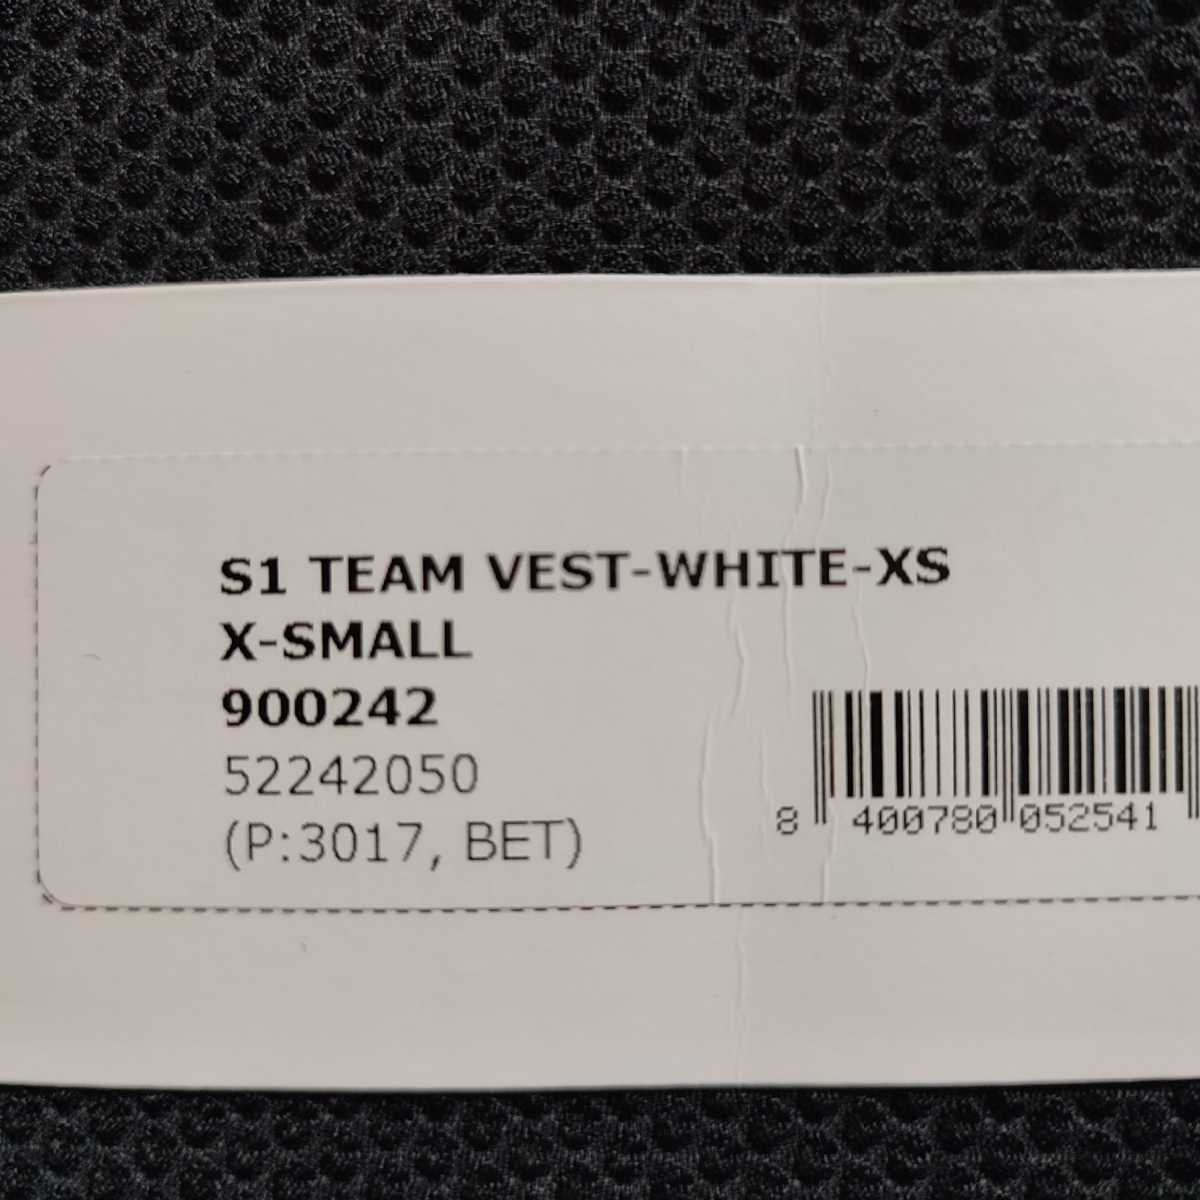 S1 TEAM VEST-WHITE-XS
X-SMALL
900242
52242050
(P:3017, BET)
8 400780 052541